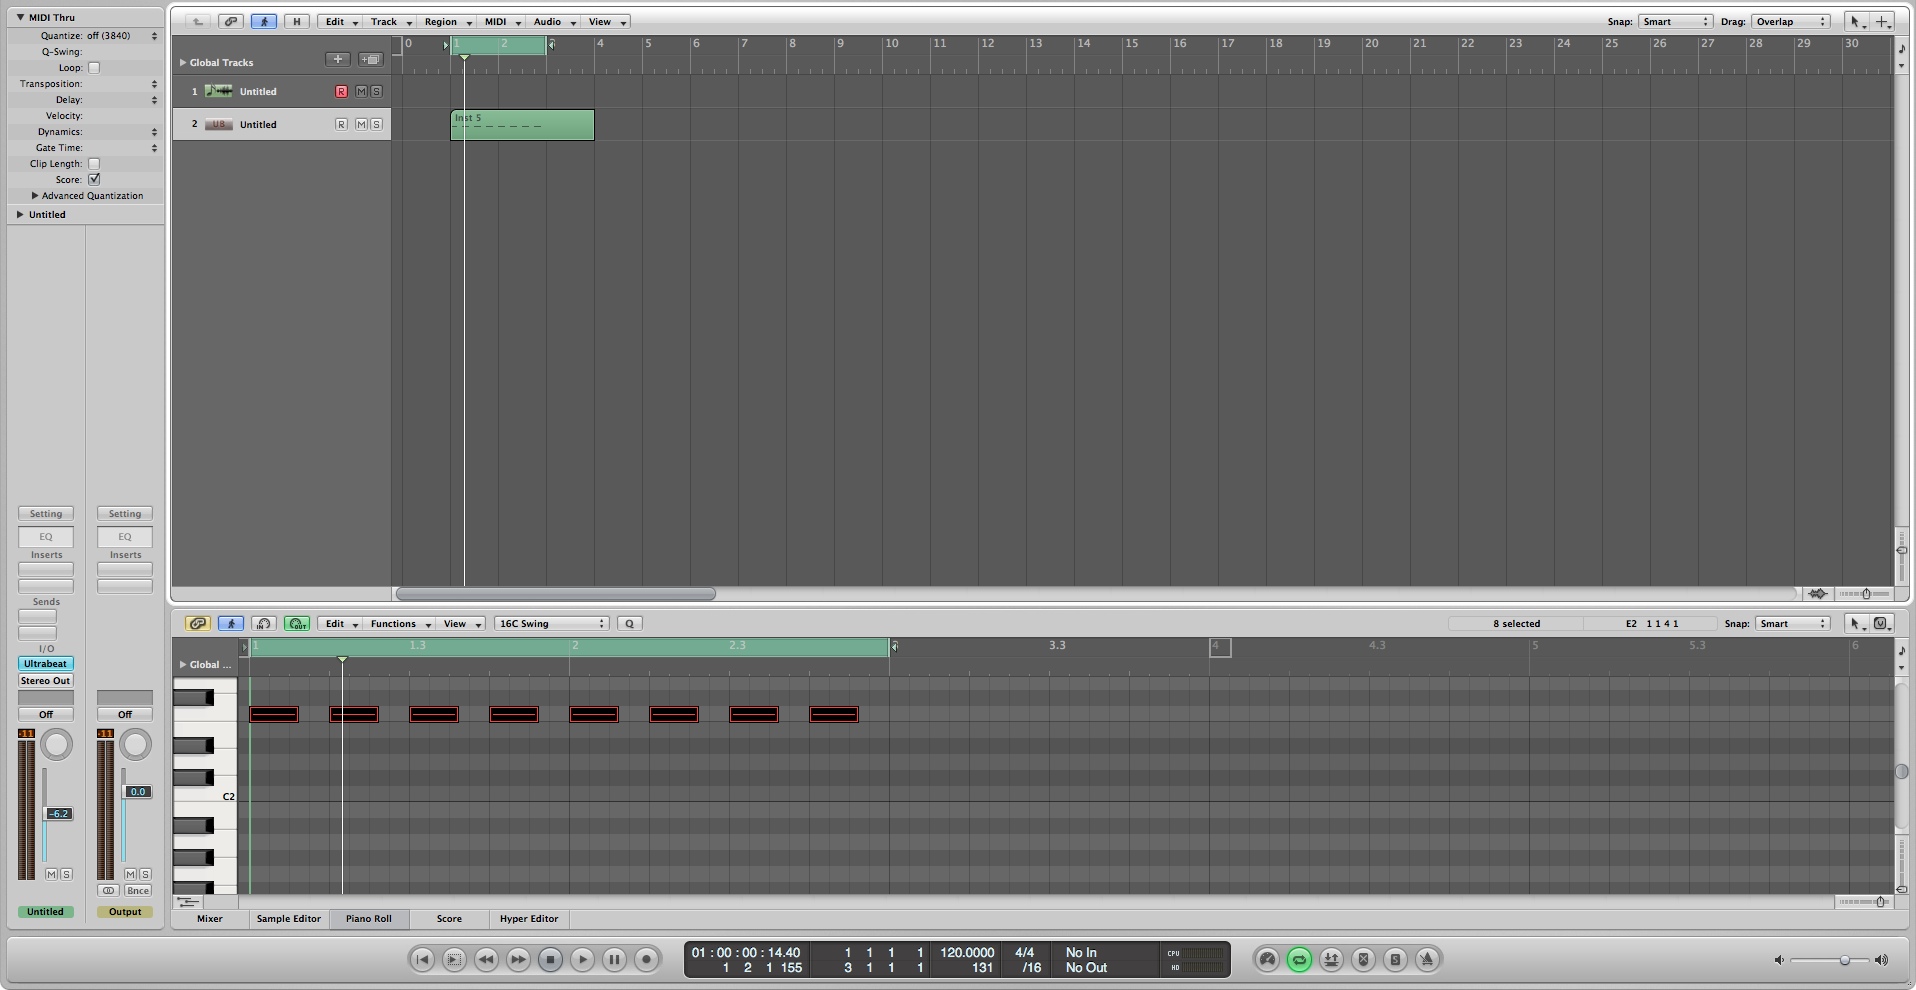 MIDI Thru
Quantize: off (3840)
Q-Swing:
Loop:
Transposition:
Delay:
Velocity:
Dynamics:
Gate Time:
Clip Length:
Score:
Advanced Quantization
Untitled
H Edit Track Region MIDI Audio View Snap: Smart Drag: Overlap
0 1 2 3 4 5 6 7 8 9 10 11 12 13 14 15 16 17 18 19 20 21 22 23 24 25 26 27 28 29 30
Global Tracks
1 Untitled R M S
2 UB Untitled R M S
Inst 5
Setting Setting
EQ EQ
Inserts Inserts
Sends
I/O
Ultrabeat
Stereo Out
Off Off
-11 -11
-6.2 0.0
M S M S
Bnce
Untitled Output
IN OUT Edit Functions View 16C Swing Q 8 selected E2 1 1 4 1 Snap: Smart
1 1.3 2 2.3 3 3.3 4 4.3 5 5.3 6
Global ...
C2
Mixer Sample Editor Piano Roll Score Hyper Editor
01 : 00 : 00 : 14.40 1 1 1 1 120.0000 4/4 No In CPU
1 2 1 155 3 1 1 1 131 /16 No Out HD
S